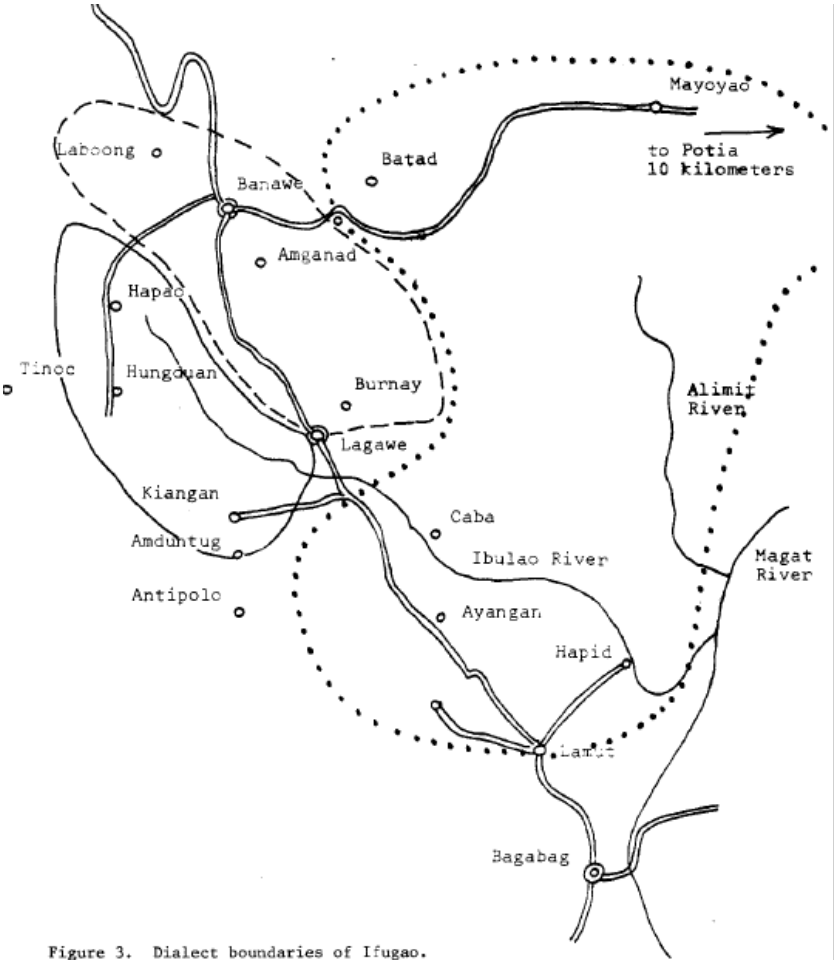 Mayoyao
to Potia
10 kilometers
Laboong
Batad
Banawe
Amganad
Hapao
Tinoc
Hungduan
Burnay
Alimit
River
Lagawe
Kiangan
Caba
Amduntug
Ibulao River
Magat
River
Antipolo
Ayangan
Hapid
Lamut
Bagabag
Figure 3. Dialect boundaries of Ifugao.